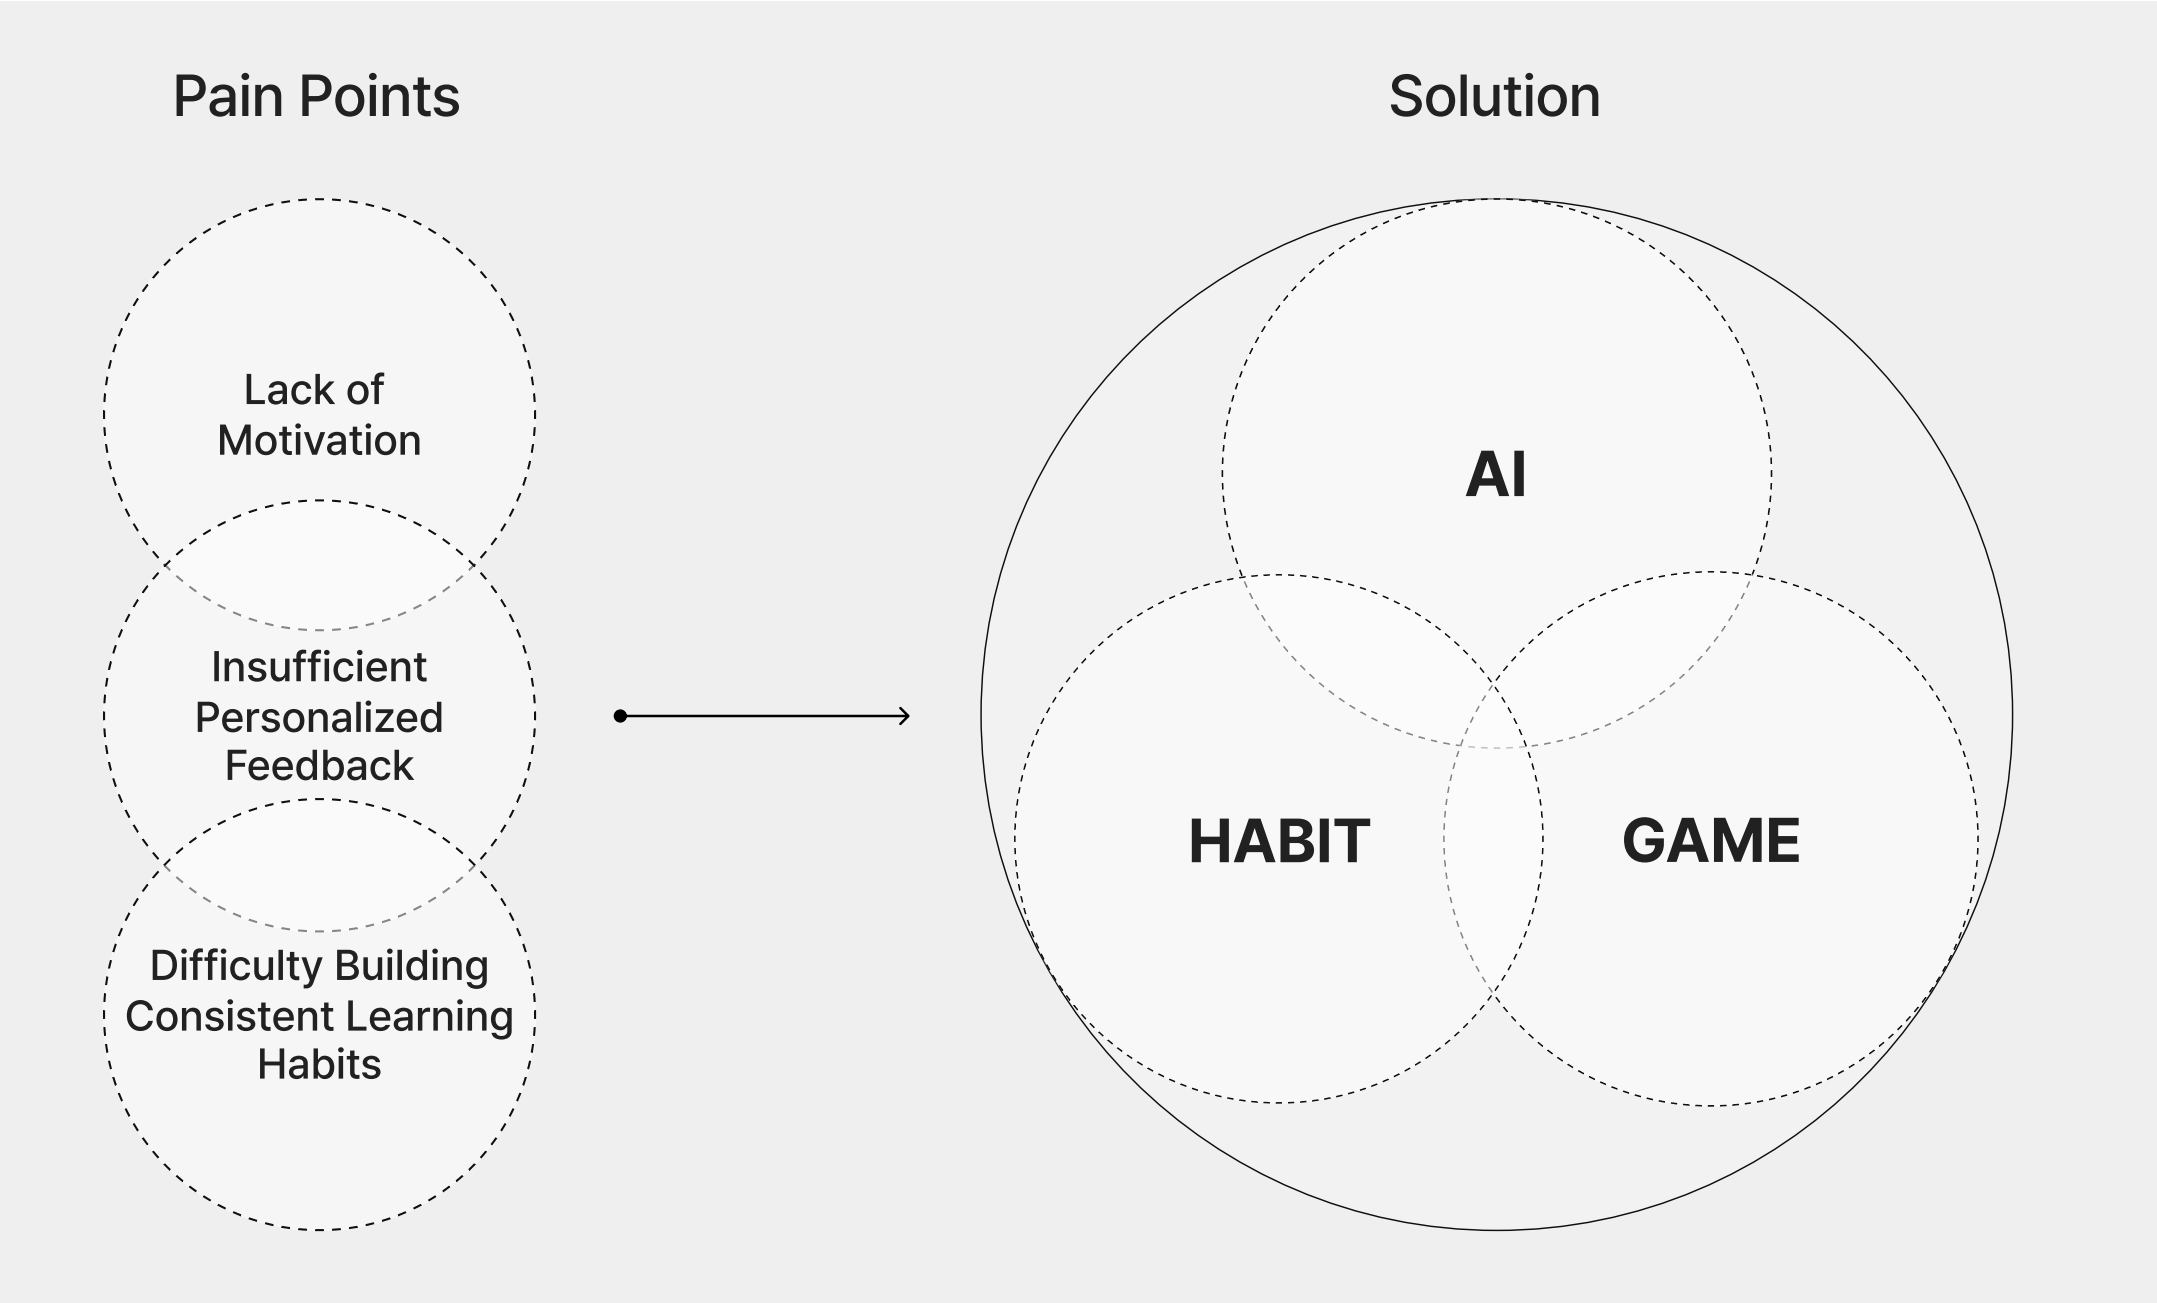 Pain Points
Lack of
Motivation
Insufficient
Personalized
Feedback
Difficulty Building
Consistent Learning
Habits
Solution
AI
HABIT
GAME